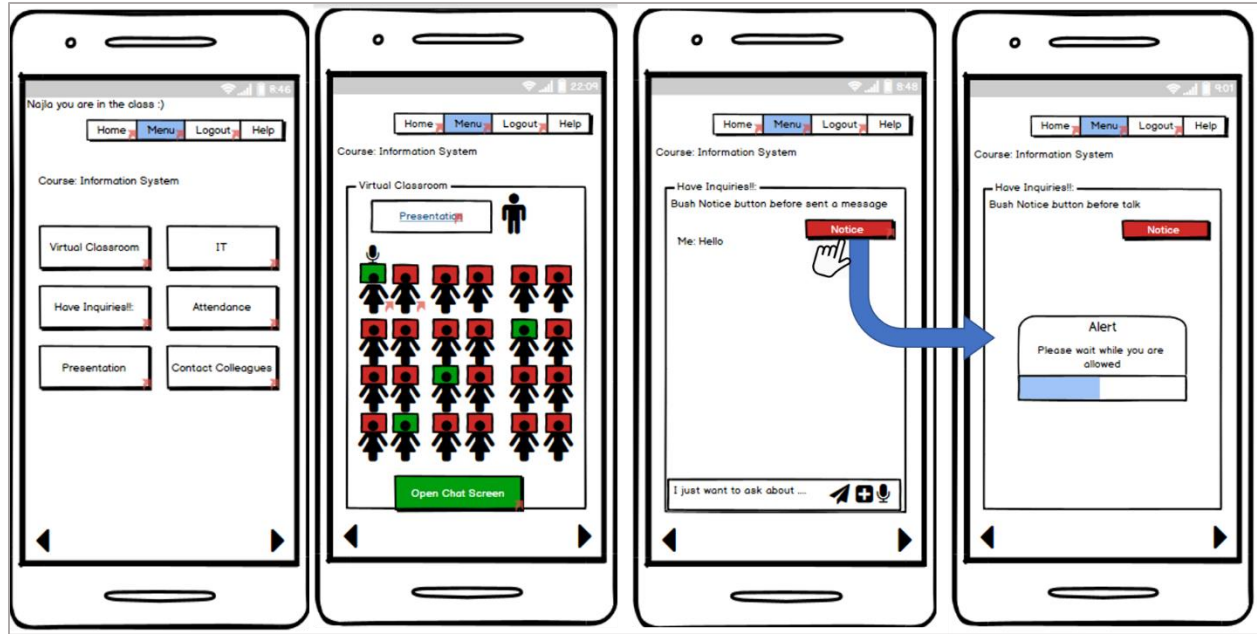 8:46
Najla you are in the class :)
Home Menu Logout Help
Course: Information System
Virtual Classroom IT
Have Inquiries!!: Attendance
Presentation Contact Colleagues
22:09
Home Menu Logout Help
Course: Information System
Virtual Classroom
Presentation
Open Chat Screen
8:48
Home Menu Logout Help
Course: Information System
Have Inquiries!!:
Bush Notice button before sent a message
Notice
Me: Hello
I just want to ask about ....
9:01
Home Menu Logout Help
Course: Information System
Have Inquiries!!:
Bush Notice button before talk
Notice
Alert
Please wait while you are
allowed